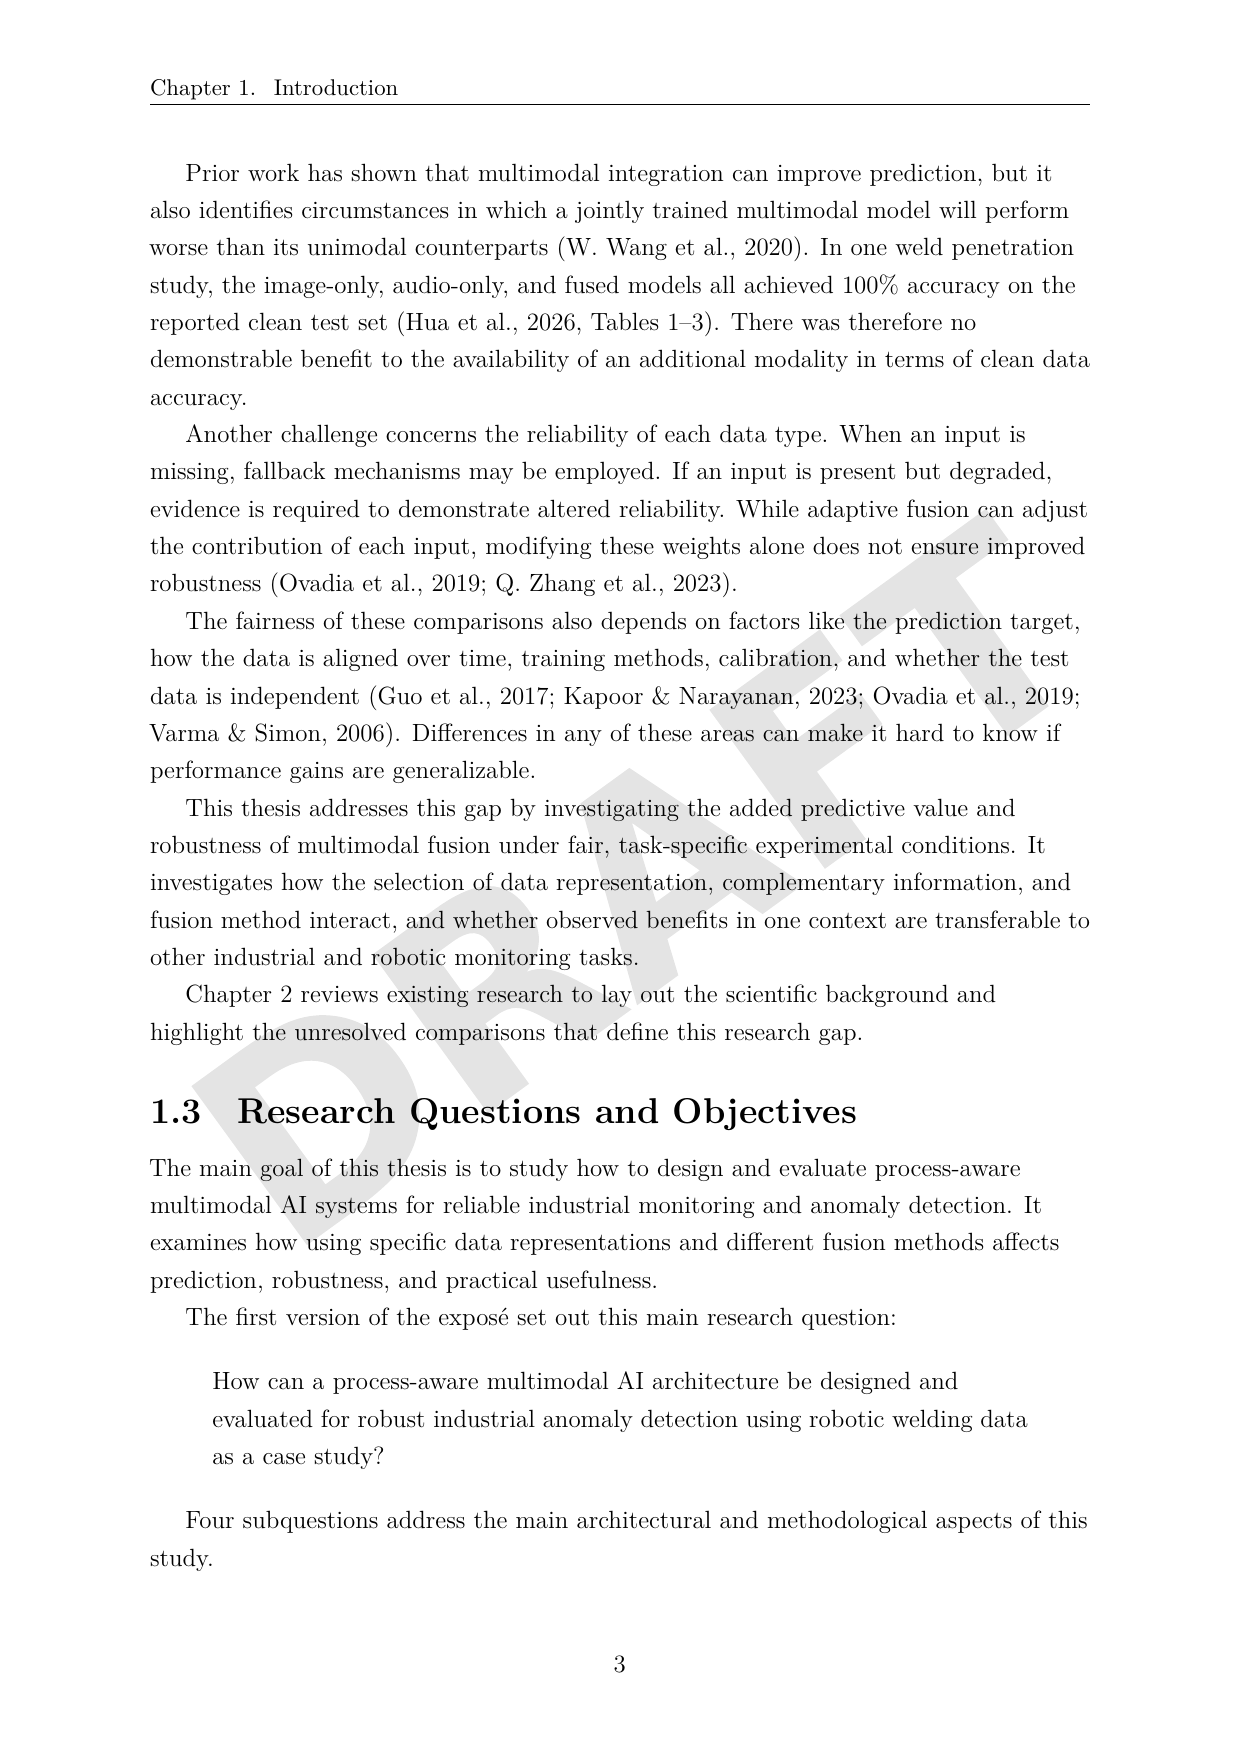 Chapter 1. Introduction
Prior work has shown that multimodal integration can improve prediction, but it
also identifies circumstances in which a jointly trained multimodal model will perform
worse than its unimodal counterparts (W. Wang et al., 2020). In one weld penetration
study, the image-only, audio-only, and fused models all achieved 100% accuracy on the
reported clean test set (Hua et al., 2026, Tables 1–3). There was therefore no
demonstrable benefit to the availability of an additional modality in terms of clean data
accuracy.
Another challenge concerns the reliability of each data type. When an input is
missing, fallback mechanisms may be employed. If an input is present but degraded,
evidence is required to demonstrate altered reliability. While adaptive fusion can adjust
the contribution of each input, modifying these weights alone does not ensure improved
robustness (Ovadia et al., 2019; Q. Zhang et al., 2023).
The fairness of these comparisons also depends on factors like the prediction target,
how the data is aligned over time, training methods, calibration, and whether the test
data is independent (Guo et al., 2017; Kapoor & Narayanan, 2023; Ovadia et al., 2019;
Varma & Simon, 2006). Differences in any of these areas can make it hard to know if
performance gains are generalizable.
This thesis addresses this gap by investigating the added predictive value and
robustness of multimodal fusion under fair, task-specific experimental conditions. It
investigates how the selection of data representation, complementary information, and
fusion method interact, and whether observed benefits in one context are transferable to
other industrial and robotic monitoring tasks.
Chapter 2 reviews existing research to lay out the scientific background and
highlight the unresolved comparisons that define this research gap.
1.3 Research Questions and Objectives
The main goal of this thesis is to study how to design and evaluate process-aware
multimodal AI systems for reliable industrial monitoring and anomaly detection. It
examines how using specific data representations and different fusion methods affects
prediction, robustness, and practical usefulness.
The first version of the exposé set out this main research question:
How can a process-aware multimodal AI architecture be designed and
evaluated for robust industrial anomaly detection using robotic welding data
as a case study?
Four subquestions address the main architectural and methodological aspects of this
study.
3
DRAFT